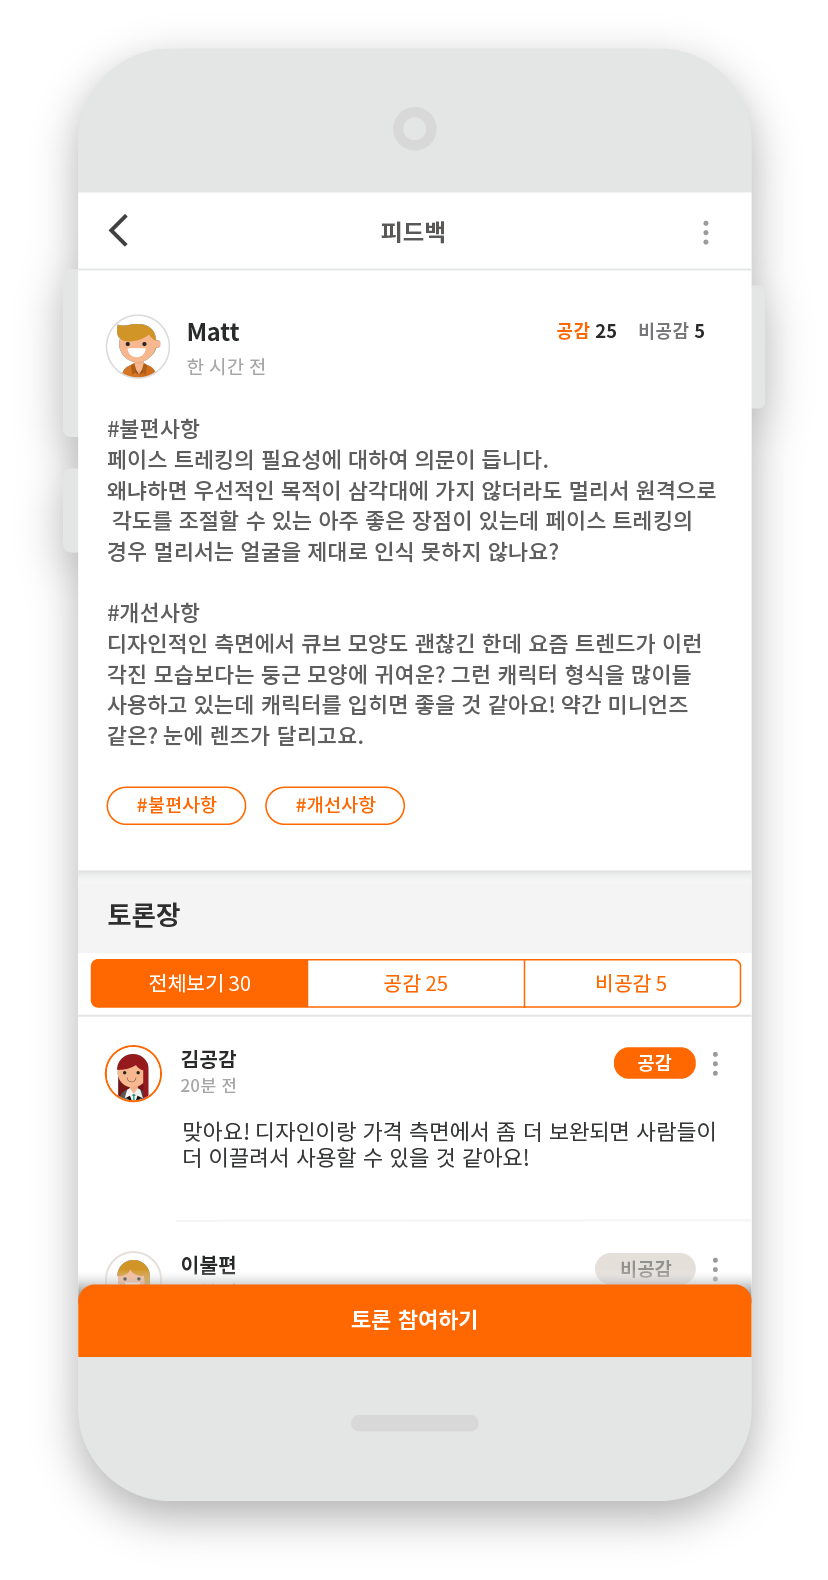 피드백
Matt
공감 25 비공감 5
한 시간 전
#불편사항
페이스 트레킹의 필요성에 대하여 의문이 듭니다.
왜냐하면 우선적인 목적이 삼각대에 가지 않더라도 멀리서 원격으로
각도를 조절할 수 있는 아주 좋은 장점이 있는데 페이스 트레킹의
경우 멀리서는 얼굴을 제대로 인식 못하지 않나요?
#개선사항
디자인적인 측면에서 큐브 모양도 괜찮긴 한데 요즘 트렌드가 이런
각진 모습보다는 둥근 모양에 귀여운? 그런 캐릭터 형식을 많이들
사용하고 있는데 캐릭터를 입히면 좋을 것 같아요! 약간 미니언즈
같은? 눈에 렌즈가 달리고요.
#불편사항 #개선사항
토론장
전체보기 30 공감 25 비공감 5
김공감
공감
20분 전
맞아요! 디자인이랑 가격 측면에서 좀 더 보완되면 사람들이
더 이끌려서 사용할 수 있을 것 같아요!
이불편
비공감
토론 참여하기